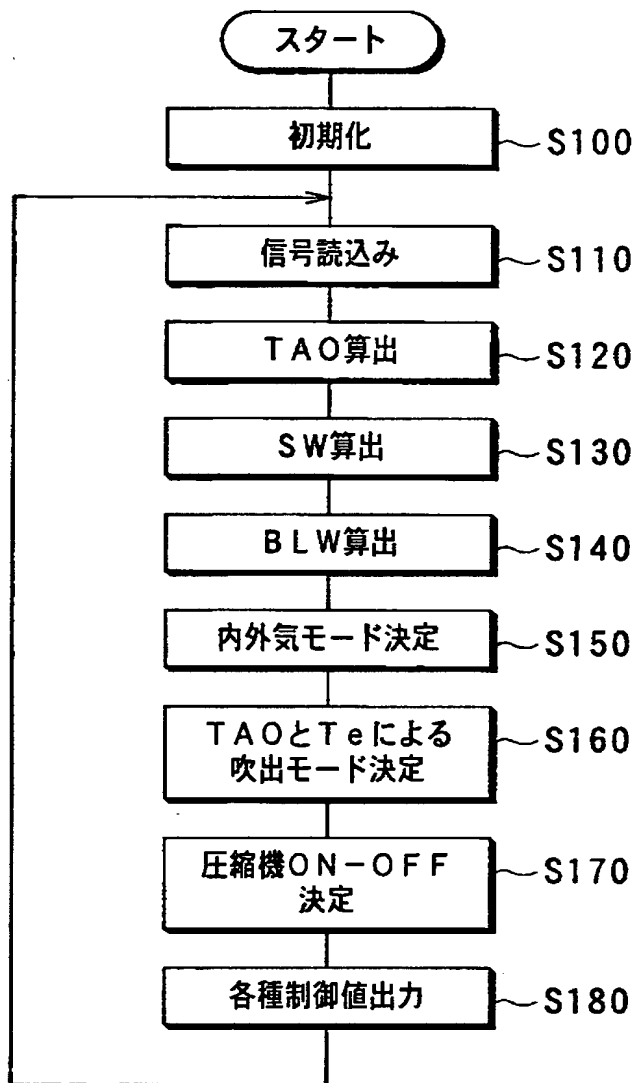 スタート
初期化
S100
信号読込み
S110
TAO算出
S120
SW算出
S130
BLW算出
S140
内外気モード決定
S150
TAOとTeによる
吹出モード決定
S160
圧縮機ON-OFF
決定
S170
各種制御値出力
S180